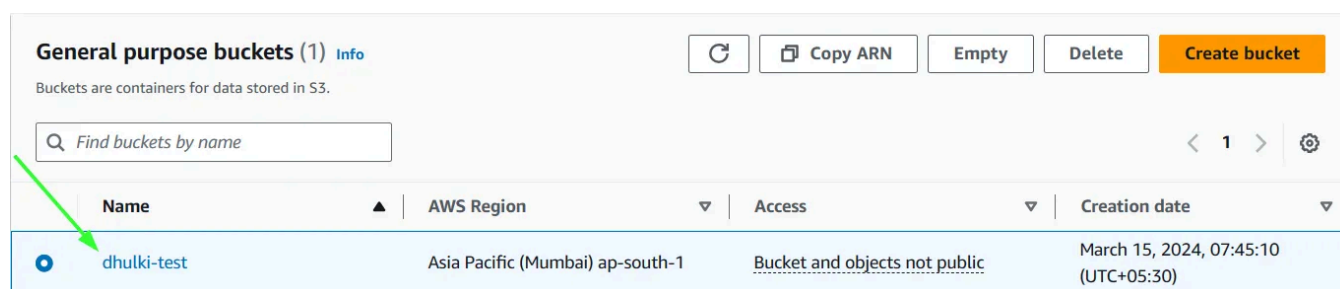 General purpose buckets (1) Info
Copy ARN
Empty
Delete
Create bucket
Buckets are containers for data stored in S3.
Find buckets by name
1
Name
AWS Region
Access
Creation date
dhulki-test
Asia Pacific (Mumbai) ap-south-1
Bucket and objects not public
March 15, 2024, 07:45:10
(UTC+05:30)